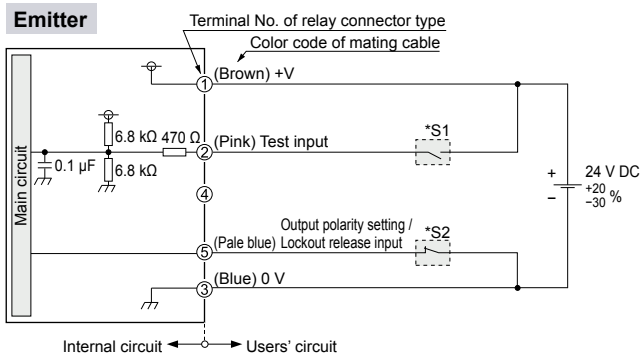 Emitter
Terminal No. of relay connector type
Color code of mating cable
1 (Brown) +V
6.8 kΩ 470 Ω
2 (Pink) Test input
*S1
0.1 µF
6.8 kΩ
Main circuit
4
+ 24 V DC
– +20
–30 %
Output polarity setting /
5 (Pale blue) Lockout release input
*S2
3 (Blue) 0 V
Internal circuit Users' circuit